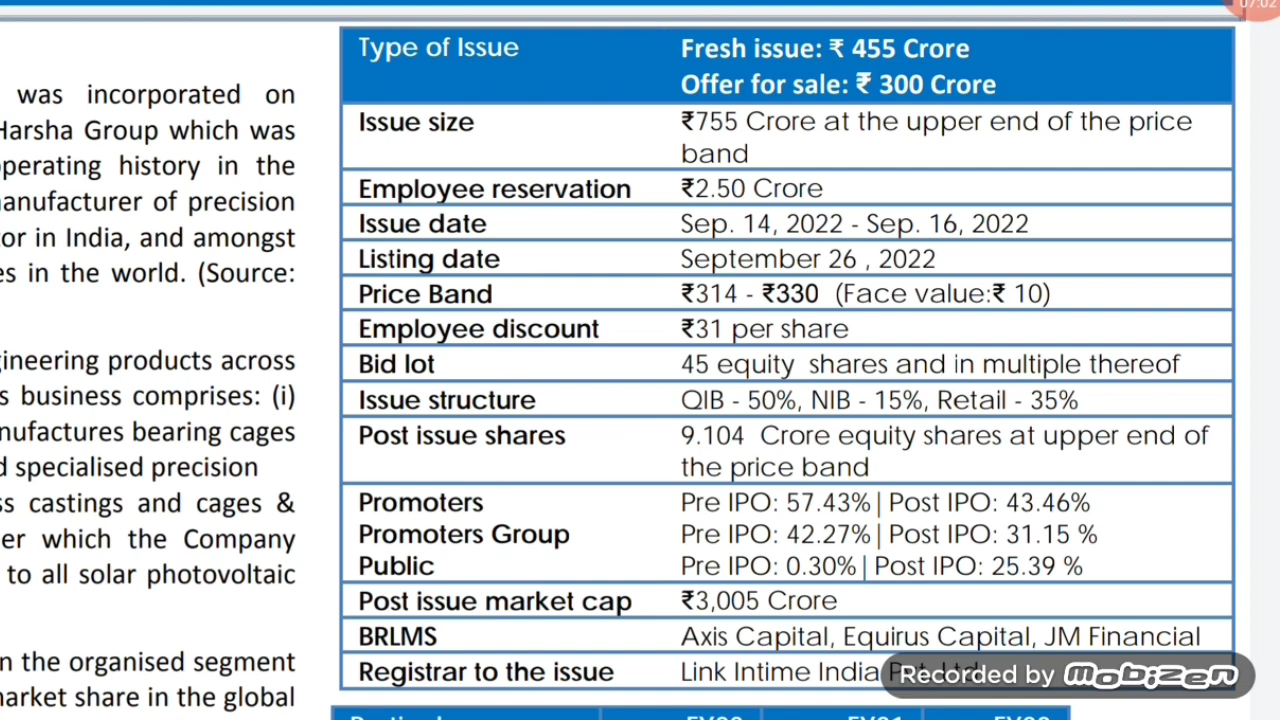 07:02
was incorporated on
Harsha Group which was
operating history in the
manufacturer of precision
tor in India, and amongst
es in the world. (Source:
gineering products across
s business comprises: (i)
nufactures bearing cages
d specialised precision
ss castings and cages &
er which the Company
to all solar photovoltaic
n the organised segment
market share in the global
Type of Issue Fresh issue: ₹ 455 Crore
Offer for sale: ₹ 300 Crore
Issue size ₹755 Crore at the upper end of the price
band
Employee reservation ₹2.50 Crore
Issue date Sep. 14, 2022 - Sep. 16, 2022
Listing date September 26 , 2022
Price Band ₹314 - ₹330 (Face value:₹ 10)
Employee discount ₹31 per share
Bid lot 45 equity shares and in multiple thereof
Issue structure QIB - 50%, NIB - 15%, Retail - 35%
Post issue shares 9.104 Crore equity shares at upper end of
the price band
Promoters Pre IPO: 57.43%| Post IPO: 43.46%
Promoters Group Pre IPO: 42.27%| Post IPO: 31.15 %
Public Pre IPO: 0.30%| Post IPO: 25.39 %
Post issue market cap ₹3,005 Crore
BRLMS Axis Capital, Equirus Capital, JM Financial
Registrar to the issue Link Intime India Pvt. Ltd
Recorded by Mobizen